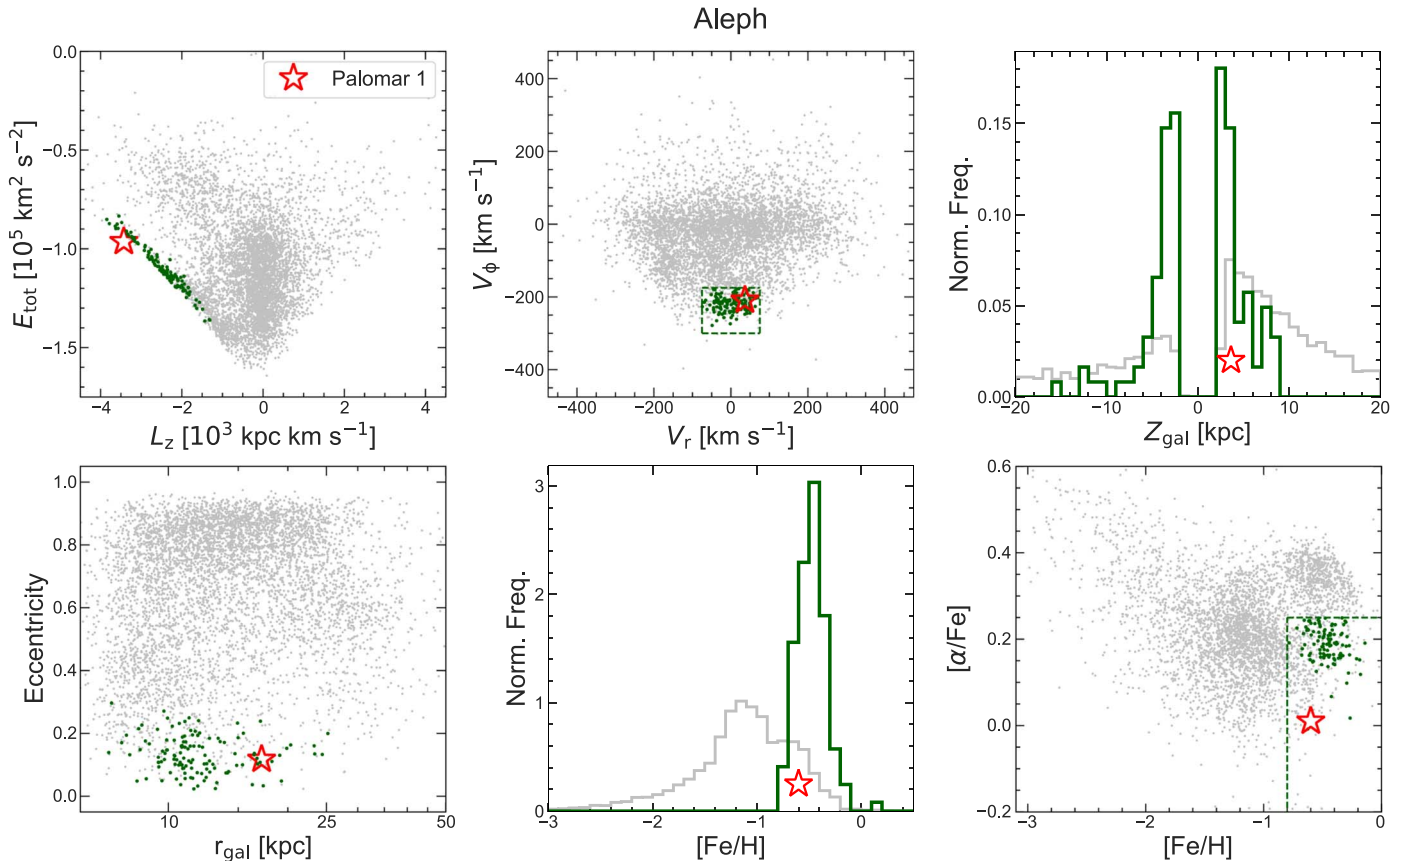 Aleph
Palomar 1
0.0
−0.5
−1.0
−1.5
E_tot [10^5 km^2 s^−2]
−4 −2 0 2 4
L_z [10^3 kpc km s^−1]
400
200
0
−200
−400
V_ϕ [km s^−1]
−400 −200 0 200 400
V_r [km s^−1]
0.15
0.10
0.05
0.00
Norm. Freq.
−20 −10 0 10 20
Z_gal [kpc]
1.0
0.8
0.6
0.4
0.2
0.0
Eccentricity
10 25 50
r_gal [kpc]
3
2
1
0
Norm. Freq.
−3 −2 −1 0
[Fe/H]
0.6
0.4
0.2
0.0
−0.2
[α/Fe]
−3 −2 −1 0
[Fe/H]